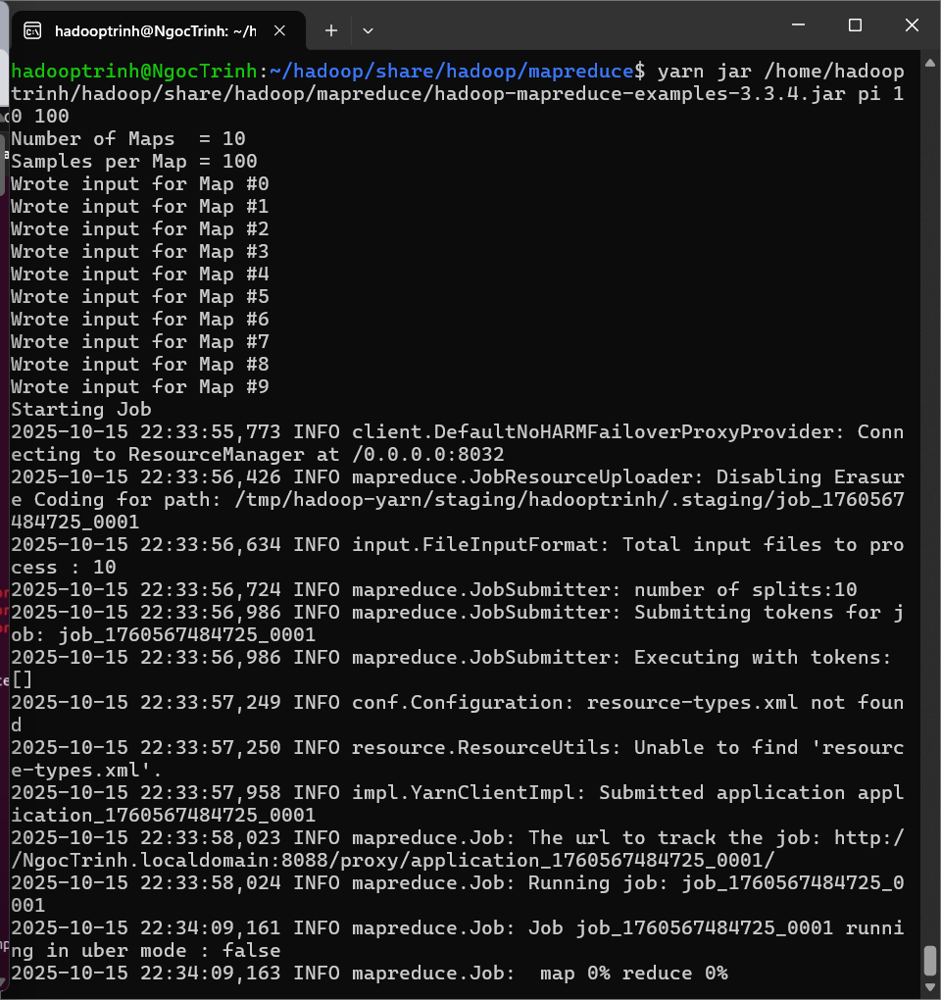 hadooptrinh@NgocTrinh: ~/h
hadooptrinh@NgocTrinh:~/hadoop/share/hadoop/mapreduce$ yarn jar /home/hadoop
trinh/hadoop/share/hadoop/mapreduce/hadoop-mapreduce-examples-3.3.4.jar pi 1
0 100
Number of Maps  = 10
Samples per Map = 100
Wrote input for Map #0
Wrote input for Map #1
Wrote input for Map #2
Wrote input for Map #3
Wrote input for Map #4
Wrote input for Map #5
Wrote input for Map #6
Wrote input for Map #7
Wrote input for Map #8
Wrote input for Map #9
Starting Job
2025-10-15 22:33:55,773 INFO client.DefaultNoHARMFailoverProxyProvider: Conn
ecting to ResourceManager at /0.0.0.0:8032
2025-10-15 22:33:56,426 INFO mapreduce.JobResourceUploader: Disabling Erasur
e Coding for path: /tmp/hadoop-yarn/staging/hadooptrinh/.staging/job_1760567
484725_0001
2025-10-15 22:33:56,634 INFO input.FileInputFormat: Total input files to pro
cess : 10
2025-10-15 22:33:56,724 INFO mapreduce.JobSubmitter: number of splits:10
2025-10-15 22:33:56,986 INFO mapreduce.JobSubmitter: Submitting tokens for j
ob: job_1760567484725_0001
2025-10-15 22:33:56,986 INFO mapreduce.JobSubmitter: Executing with tokens:
[]
2025-10-15 22:33:57,249 INFO conf.Configuration: resource-types.xml not foun
d
2025-10-15 22:33:57,250 INFO resource.ResourceUtils: Unable to find 'resourc
e-types.xml'.
2025-10-15 22:33:57,958 INFO impl.YarnClientImpl: Submitted application appl
ication_1760567484725_0001
2025-10-15 22:33:58,023 INFO mapreduce.Job: The url to track the job: http:/
/NgocTrinh.localdomain:8088/proxy/application_1760567484725_0001/
2025-10-15 22:33:58,024 INFO mapreduce.Job: Running job: job_1760567484725_0
001
2025-10-15 22:34:09,161 INFO mapreduce.Job: Job job_1760567484725_0001 runni
ng in uber mode : false
2025-10-15 22:34:09,163 INFO mapreduce.Job:  map 0% reduce 0%